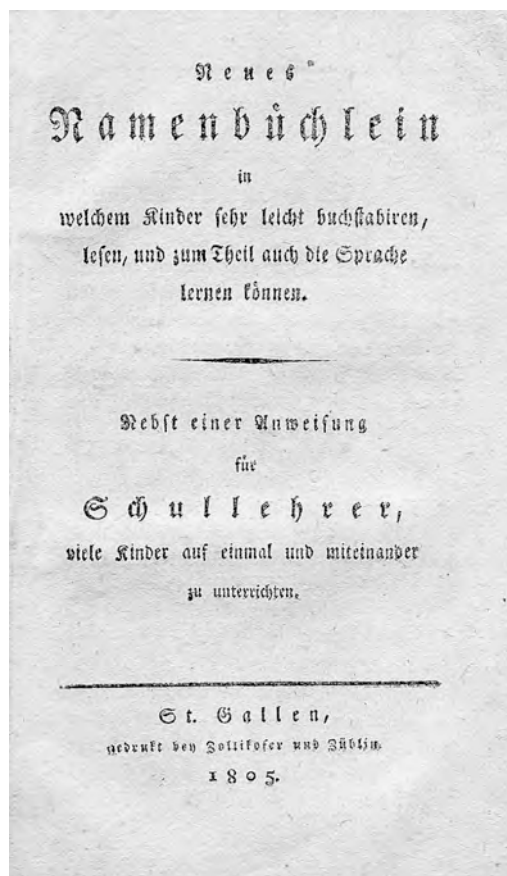 Neues
Namenbüchlein
in
welchem Kinder sehr leicht buchstabiren,
lesen, und zum Theil auch die Sprache
lernen können.
Nebst einer Anweisung
für
Schullehrer,
viele Kinder auf einmal und miteinander
zu unterrichten.
St. Gallen,
gedrukt bey Zollikofer und Züblin.
1805.